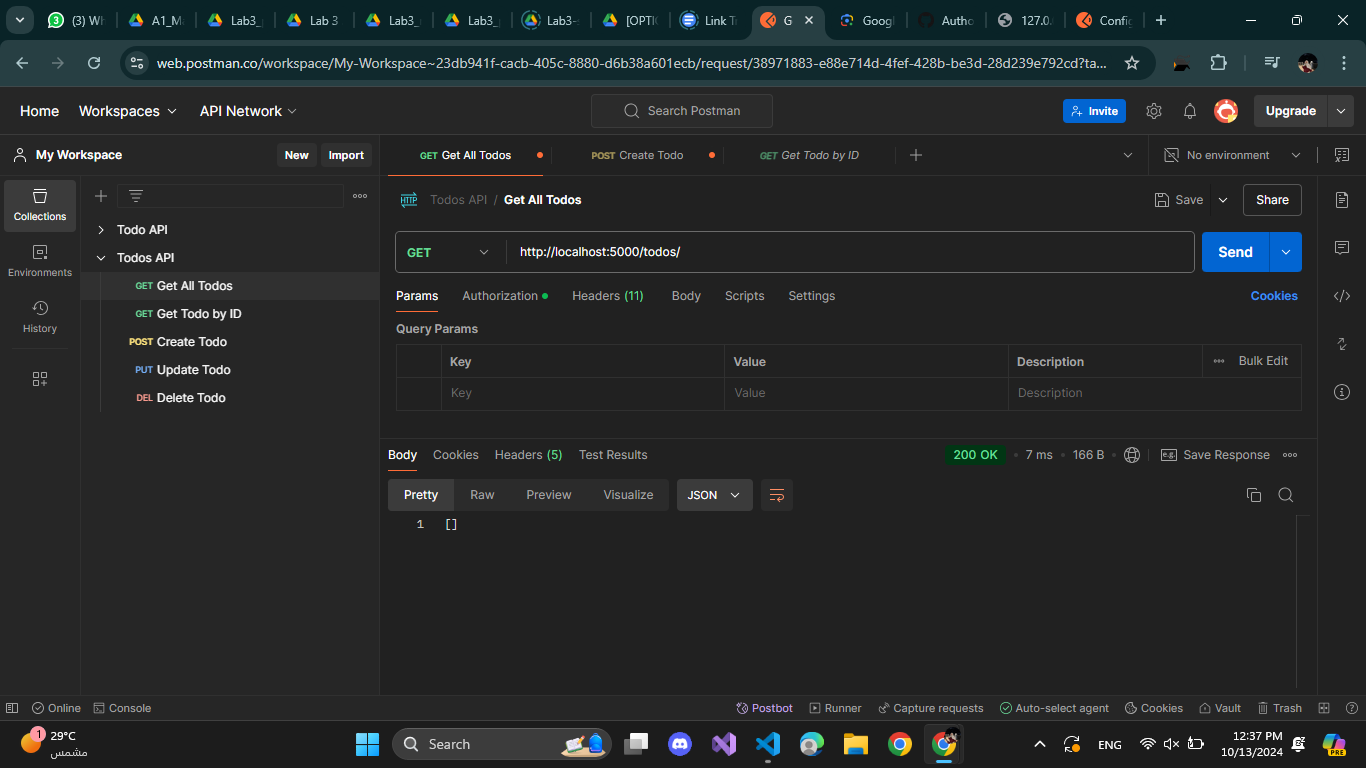 (3) Wh
A1_Ma
Lab3_
Lab 3
Lab3_
Lab3_
Lab3-
[OPTIO
Link Tr
G
Googl
Autho
127.0.
Config
web.postman.co/workspace/My-Workspace~23db941f-cacb-405c-8880-d6b38a601ecb/request/38971883-e88e714d-4fef-428b-be3d-28d239e792cd?ta...
Home Workspaces API Network Search Postman Invite Upgrade
My Workspace New Import
GET Get All Todos POST Create Todo GET Get Todo by ID No environment
Collections
Environments
History
Todo API
Todos API
GET Get All Todos
GET Get Todo by ID
POST Create Todo
PUT Update Todo
DEL Delete Todo
HTTP Todos API / Get All Todos Save Share
GET http://localhost:5000/todos/ Send
Params Authorization Headers (11) Body Scripts Settings Cookies
Query Params
Key Value Description Bulk Edit
Key Value Description
Body Cookies Headers (5) Test Results 200 OK 7 ms 166 B e.g. Save Response
Pretty Raw Preview Visualize JSON
1 []
Online Console Postbot Runner Capture requests Auto-select agent Cookies Vault Trash
1 29°C
مشمس
Search
ENG
12:37 PM
10/13/2024
PRE